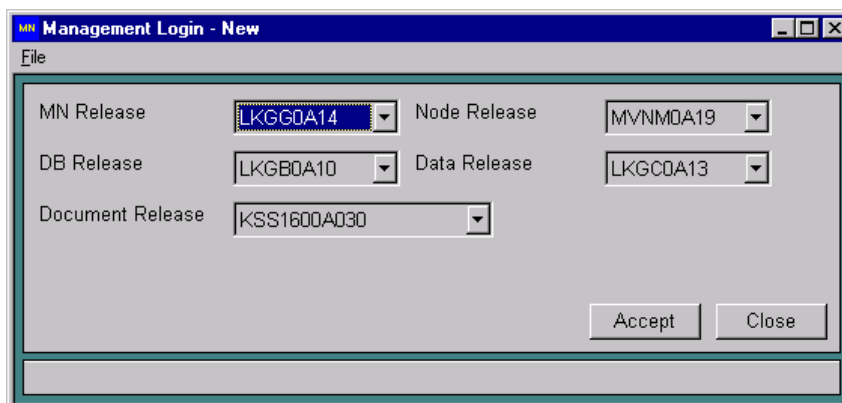 MN Management Login - New
File
MN Release LKGG0A14 Node Release MVNM0A19
DB Release LKGB0A10 Data Release LKGC0A13
Document Release KSS1600A030
Accept Close